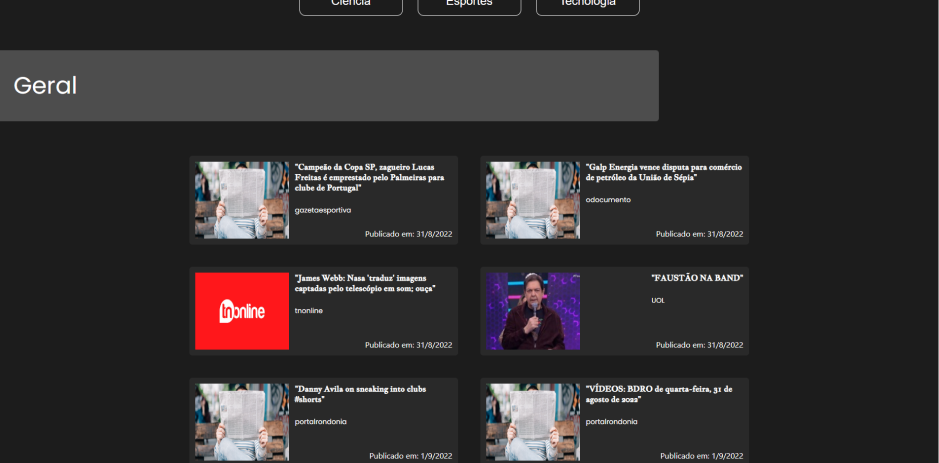 Ciência Esportes Tecnologia
Geral
"Campeão da Copa SP, zagueiro Lucas
Freitas é emprestado pelo Palmeiras para
clube de Portugal"
gazetaesportiva
Publicado em: 31/8/2022
"Galp Energia vence disputa para comércio
de petróleo da União de Sépia"
odocumento
Publicado em: 31/8/2022
tnonline
"James Webb: Nasa 'traduz' imagens
captadas pelo telescópio em som; ouça"
tnonline
Publicado em: 31/8/2022
"FAUSTÃO NA BAND"
UOL
Publicado em: 31/8/2022
"Danny Avila on sneaking into clubs
#shorts"
portalrondonia
Publicado em: 1/9/2022
"VÍDEOS: BDRO de quarta-feira, 31 de
agosto de 2022"
portalrondonia
Publicado em: 1/9/2022